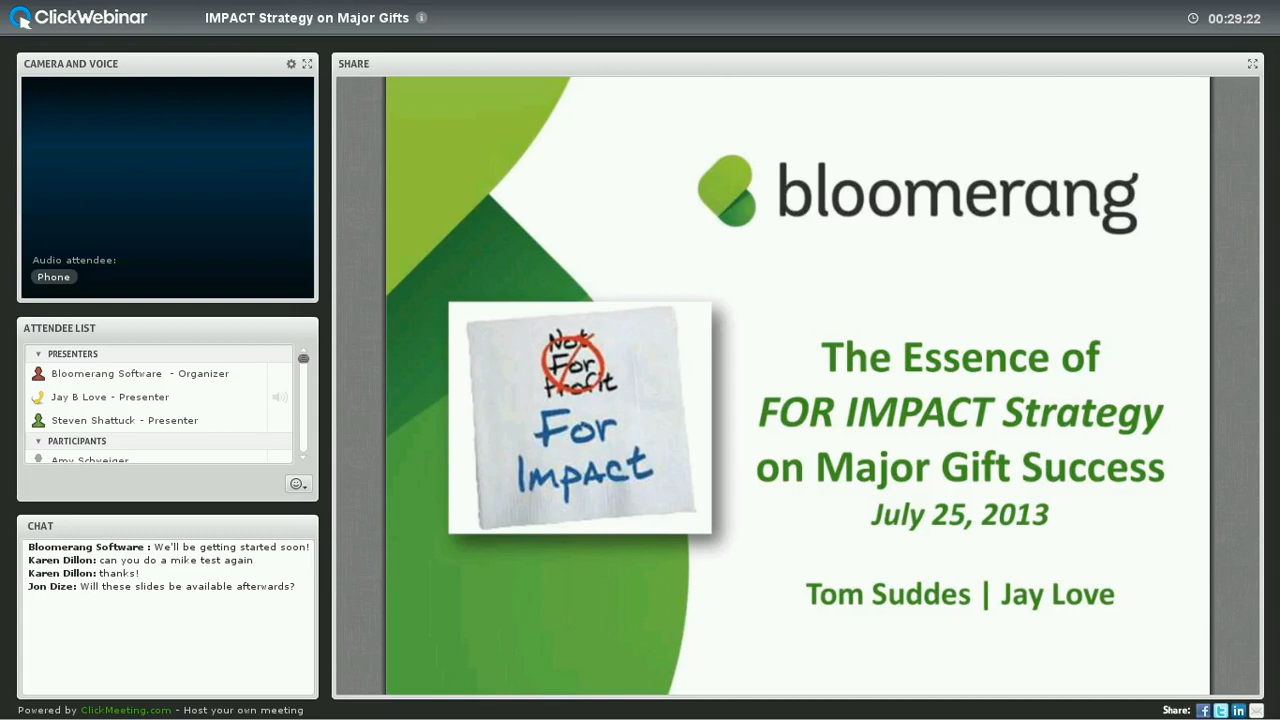 ClickWebinar
IMPACT Strategy on Major Gifts
00:29:22
CAMERA AND VOICE
Audio attendee:
Phone
ATTENDEE LIST
PRESENTERS
Bloomerang Software - Organizer
Jay B Love - Presenter
Steven Shattuck - Presenter
PARTICIPANTS
Amy Schweiger
CHAT
Bloomerang Software : We'll be getting started soon!
Karen Dillon: can you do a mike test again
Karen Dillon: thanks!
Jon Dize: Will these slides be available afterwards?
SHARE
bloomerang
Not
For
Profit
For
Impact
The Essence of
FOR IMPACT Strategy
on Major Gift Success
July 25, 2013
Tom Suddes | Jay Love
Powered by ClickMeeting.com - Host your own meeting
Share: